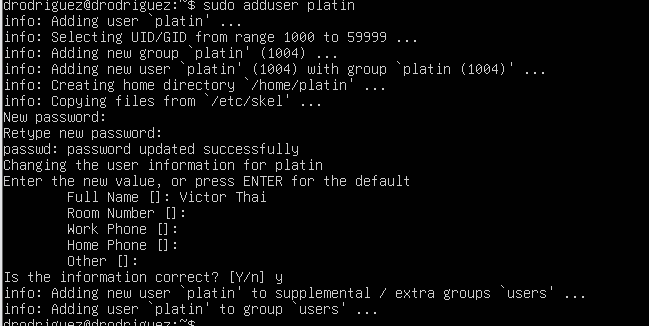 drodriguez@drodriguez:~$ sudo adduser platin
info: Adding user `platin' ...
info: Selecting UID/GID from range 1000 to 59999 ...
info: Adding new group `platin' (1004) ...
info: Adding new user `platin' (1004) with group `platin (1004)' ...
info: Creating home directory `/home/platin' ...
info: Copying files from `/etc/skel' ...
New password:
Retype new password:
passwd: password updated successfully
Changing the user information for platin
Enter the new value, or press ENTER for the default
Full Name []: Victor Thai
Room Number []:
Work Phone []:
Home Phone []:
Other []:
Is the information correct? [Y/n] y
info: Adding new user `platin' to supplemental / extra groups `users' ...
info: Adding user `platin' to group `users' ...
drodriguez@drodriguez:~$